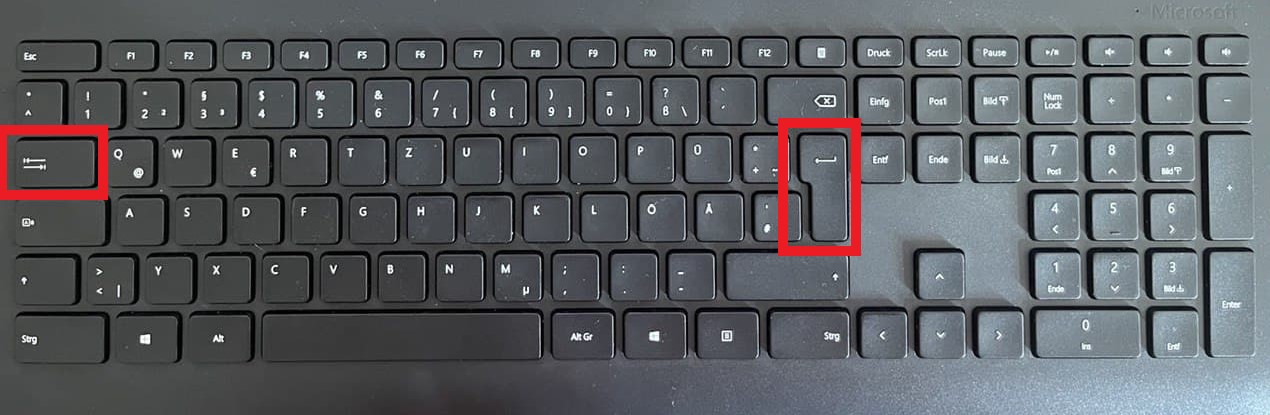 Microsoft
Esc F1 F2 F3 F4 F5 F6 F7 F8 F9 F10 F11 F12 Druck ScrLk Pause
° ! " § $ % & / ( ) = ? `
^ 1 2 ² 3 ³ 4 5 6 7 { 8 [ 9 ] 0 } ß \ ´ Einfg Pos1 Bild Num Lock ÷ * −
Q @ W E € R T Z U I O P Ü * + ~ Entf Ende Bild 7 Pos1 8 9 Bild +
A S D F G H J K L Ö Ä ' # 4 5 6
> < | Y X C V B N M µ ; , : . _ - 1 Ende 2 3 Bild Enter
Strg Alt Alt Gr Strg 0 Ins , Entf